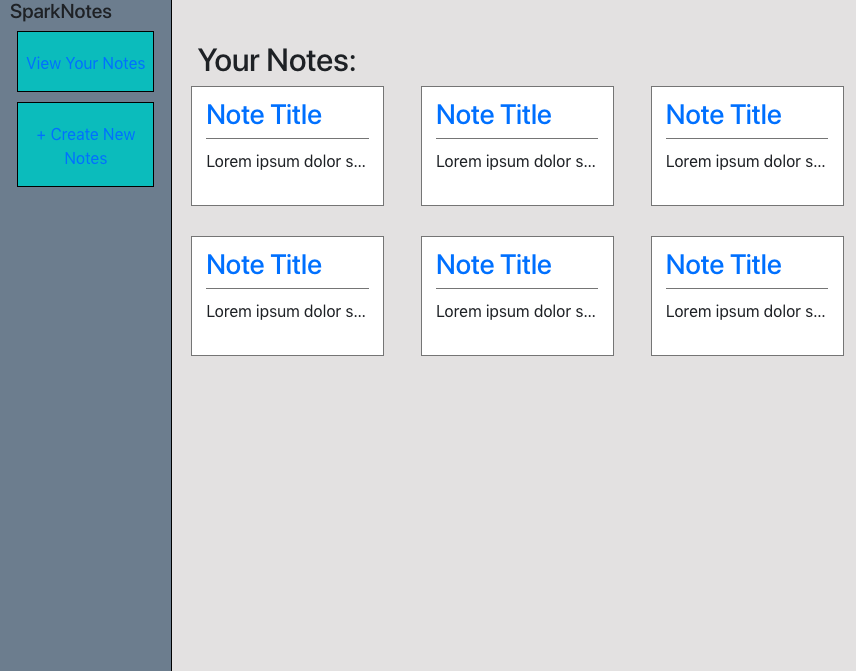 SparkNotes
View Your Notes
+ Create New
Notes
Your Notes:
Note Title
Lorem ipsum dolor s...
Note Title
Lorem ipsum dolor s...
Note Title
Lorem ipsum dolor s...
Note Title
Lorem ipsum dolor s...
Note Title
Lorem ipsum dolor s...
Note Title
Lorem ipsum dolor s...